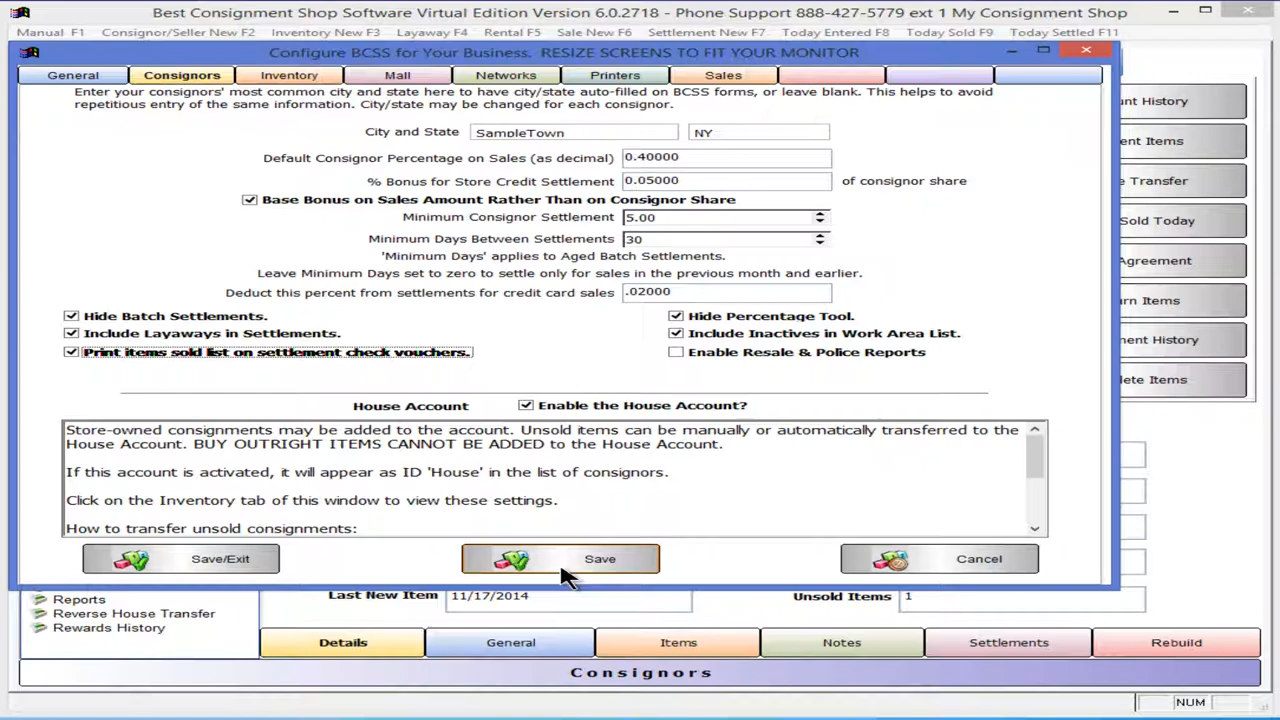 Best Consignment Shop Software Virtual Edition Version 6.0.2718 - Phone Support 888-427-5779 ext 1 My Consignment Shop
Manual F1 Consignor/Seller New F2 Inventory New F3 Layaway F4 Rental F5 Sale New F6 Settlement New F7 Today Entered F8 Today Sold F9 Today Settled F11
Configure BCSS for Your Business. RESIZE SCREENS TO FIT YOUR MONITOR
General Consignors Inventory Mall Networks Printers Sales
Enter your consignors' most common city and state here to have city/state auto-filled on BCSS forms, or leave blank. This helps to avoid
repetitive entry of the same information. City/state may be changed for each consignor.
City and State SampleTown NY
Default Consignor Percentage on Sales (as decimal) 0.40000
% Bonus for Store Credit Settlement 0.05000 of consignor share
Base Bonus on Sales Amount Rather Than on Consignor Share
Minimum Consignor Settlement 5.00
Minimum Days Between Settlements 30
'Minimum Days' applies to Aged Batch Settlements.
Leave Minimum Days set to zero to settle only for sales in the previous month and earlier.
Deduct this percent from settlements for credit card sales .02000
Hide Batch Settlements. Hide Percentage Tool.
Include Layaways in Settlements. Include Inactives in Work Area List.
Print items sold list on settlement check vouchers. Enable Resale & Police Reports
House Account Enable the House Account?
Store-owned consignments may be added to the account. Unsold items can be manually or automatically transferred to the
House Account. BUY OUTRIGHT ITEMS CANNOT BE ADDED to the House Account.
If this account is activated, it will appear as ID 'House' in the list of consignors.
Click on the Inventory tab of this window to view these settings.
How to transfer unsold consignments:
Save/Exit Save Cancel
unt History
ent Items
e Transfer
Sold Today
Agreement
urn Items
ment History
lete Items
Reports
Reverse House Transfer
Rewards History
Last New Item 11/17/2014 Unsold Items 1
Details General Items Notes Settlements Rebuild
Consignors
NUM